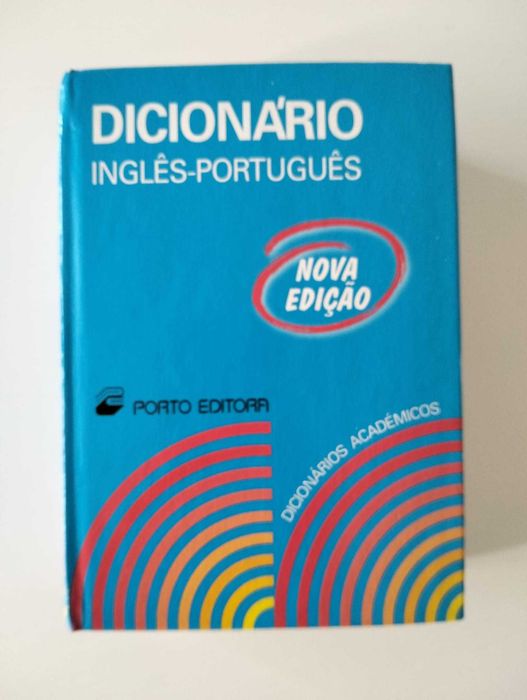 DICIONÁRIO
INGLÊS-PORTUGUÊS
NOVA
EDIÇÃO
PORTO EDITORA
DICIONÁRIOS ACADÉMICOS